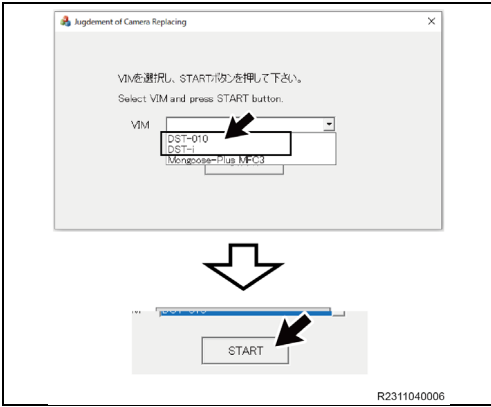 Jugdement of Camera Replacing
VIMを選択し、STARTボタンを押して下さい。
Select VIM and press START button.
VIM
DST-010
DST-i
Mongoose-Plus MFC3
START
R2311040006